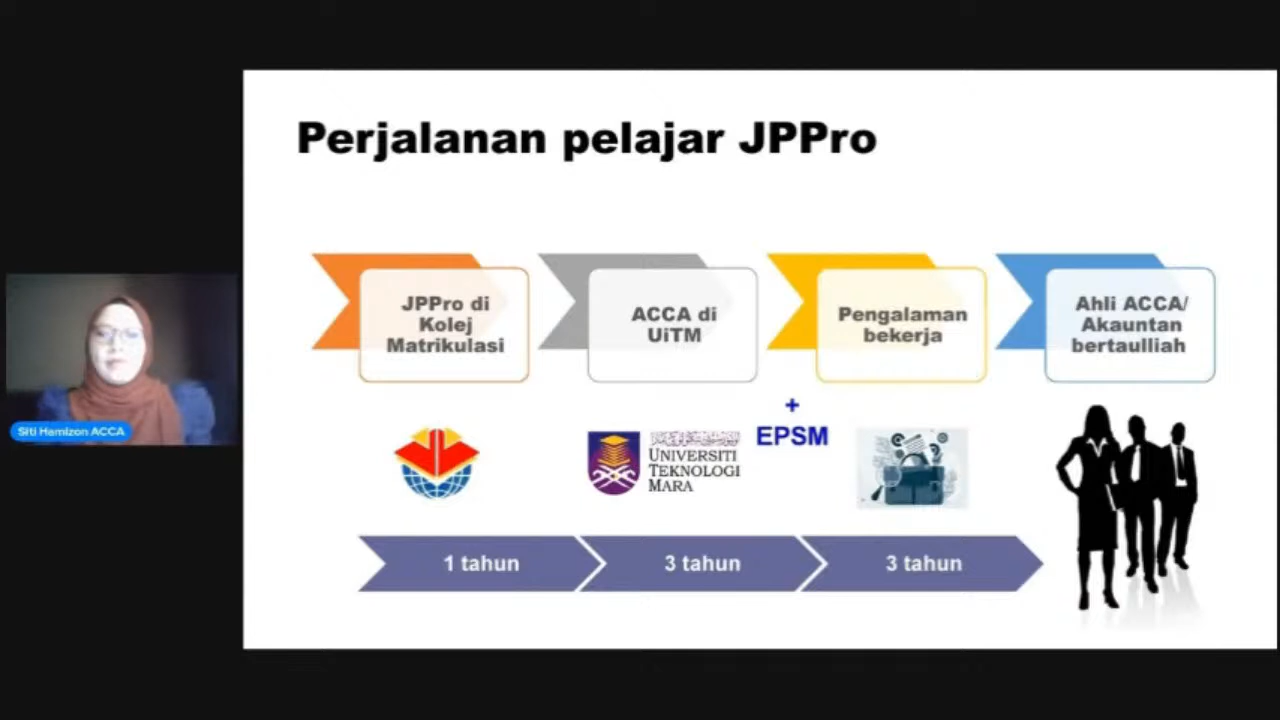 Perjalanan pelajar JPPro
JPPro di
Kolej
Matrikulasi
ACCA di
UiTM
Pengalaman
bekerja
Ahli ACCA/
Akauntan
bertauliah
+
EPSM
UNIVERSITI
TEKNOLOGI
MARA
1 tahun
3 tahun
3 tahun
Siti Hamizon ACCA